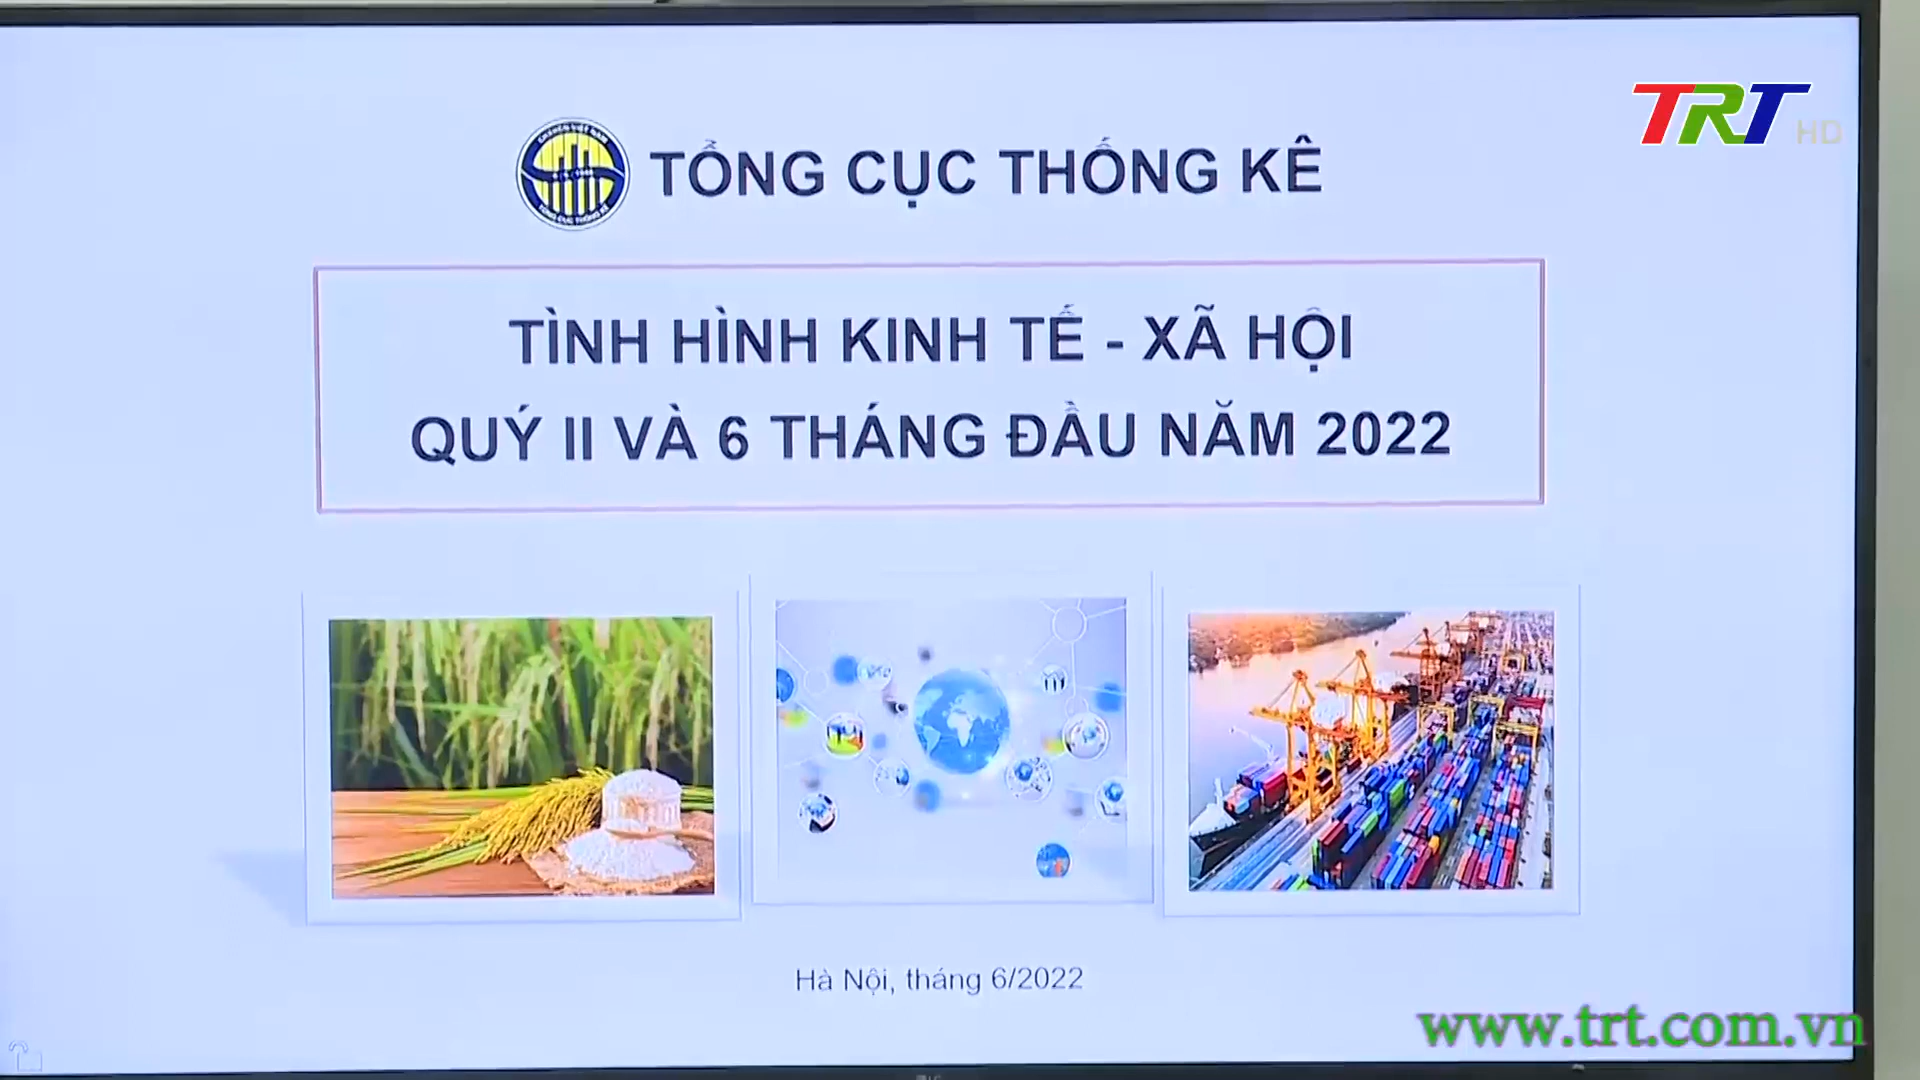 TRT HD
TỔNG CỤC THỐNG KÊ
TÌNH HÌNH KINH TẾ - XÃ HỘI
QUÝ II VÀ 6 THÁNG ĐẦU NĂM 2022
Hà Nội, tháng 6/2022
www.trt.com.vn